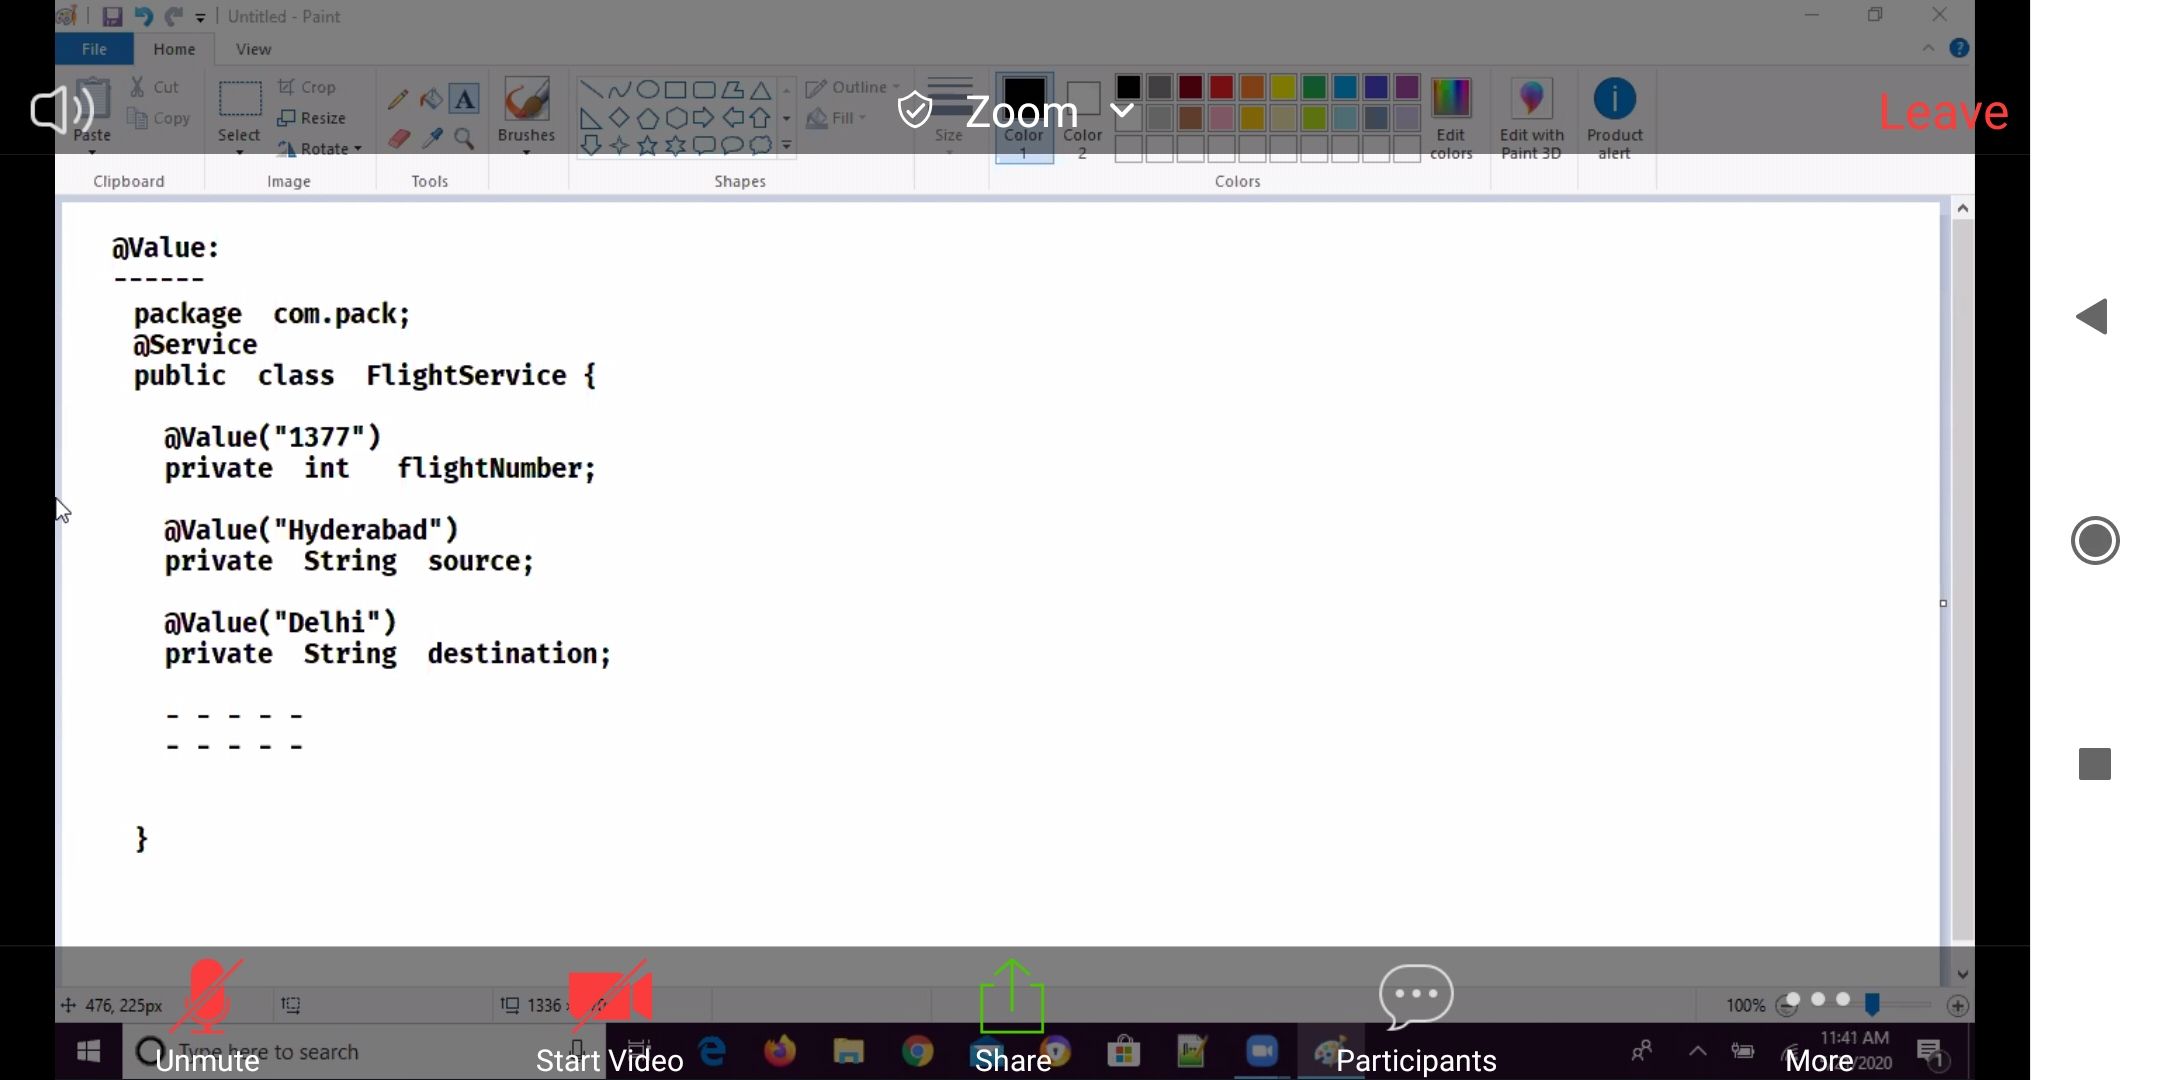 Untitled - Paint
File Home View
Cut
Copy
Paste
Clipboard
Select
Crop
Resize
Rotate
Image
Tools
Brushes
Shapes
Outline
Fill
Size
Color 1
Color 2
Edit colors
Colors
Edit with Paint 3D
Product alert
Zoom
Leave
@Value:
------
package com.pack;
@Service
public class FlightService {
@Value("1377")
private int flightNumber;
@Value("Hyderabad")
private String source;
@Value("Delhi")
private String destination;
- - - - -
- - - - -
}
476, 225px
1336
100%
Type here to search
11:41 AM
2020
1
Unmute
Start Video
Share
Participants
More